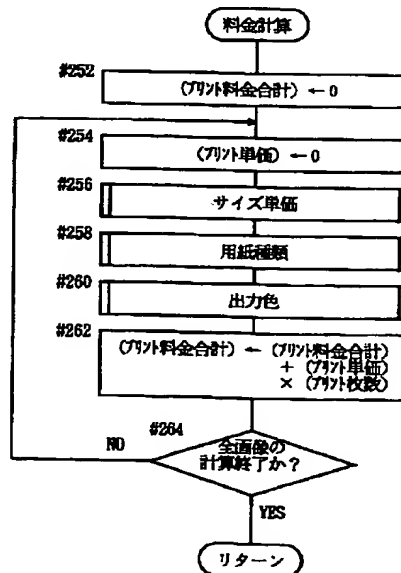 料金計算
#252
(プリント料金合計) ← 0
#254
(プリント単価) ← 0
#256
サイズ単価
#258
用紙種類
#260
出力色
#262
(プリント料金合計) ← (プリント料金合計)
+ (プリント単価)
× (プリント枚数)
#264
NO
全画像の
計算終了か?
YES
リターン